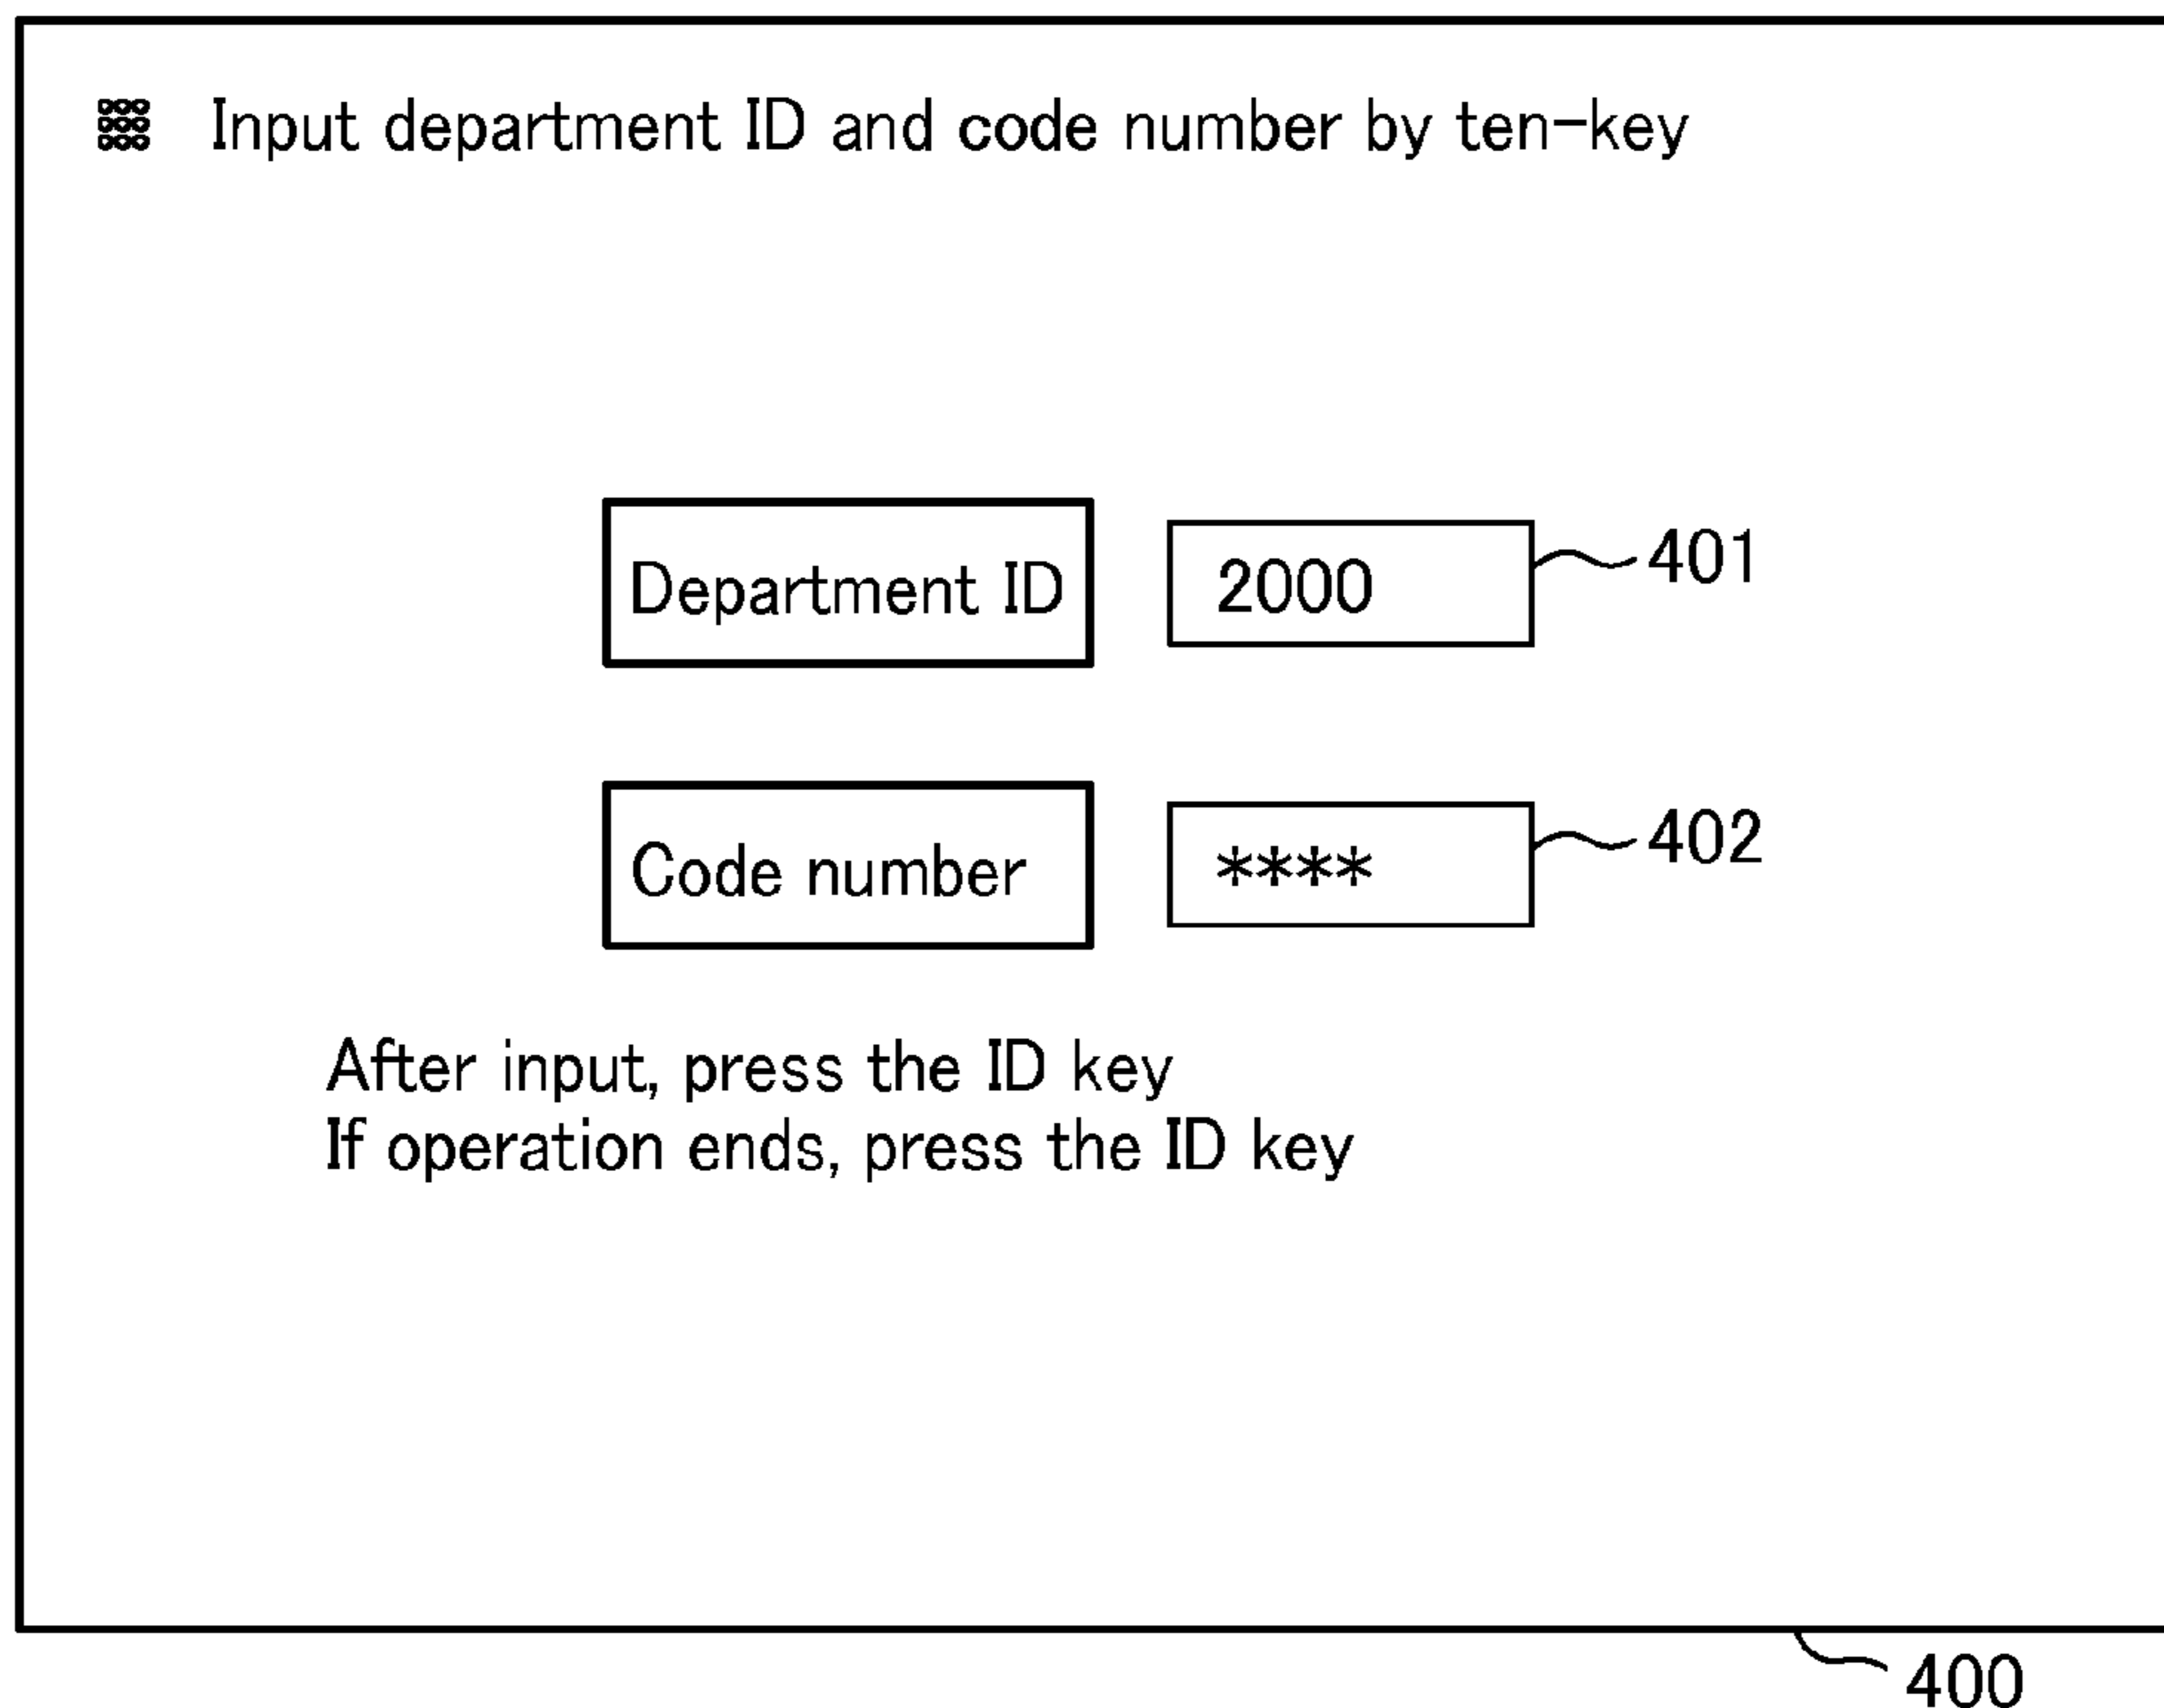 Input department ID and code number by ten-key
Department ID 2000 401
Code number **** 402
After input, press the ID key
If operation ends, press the ID key
400